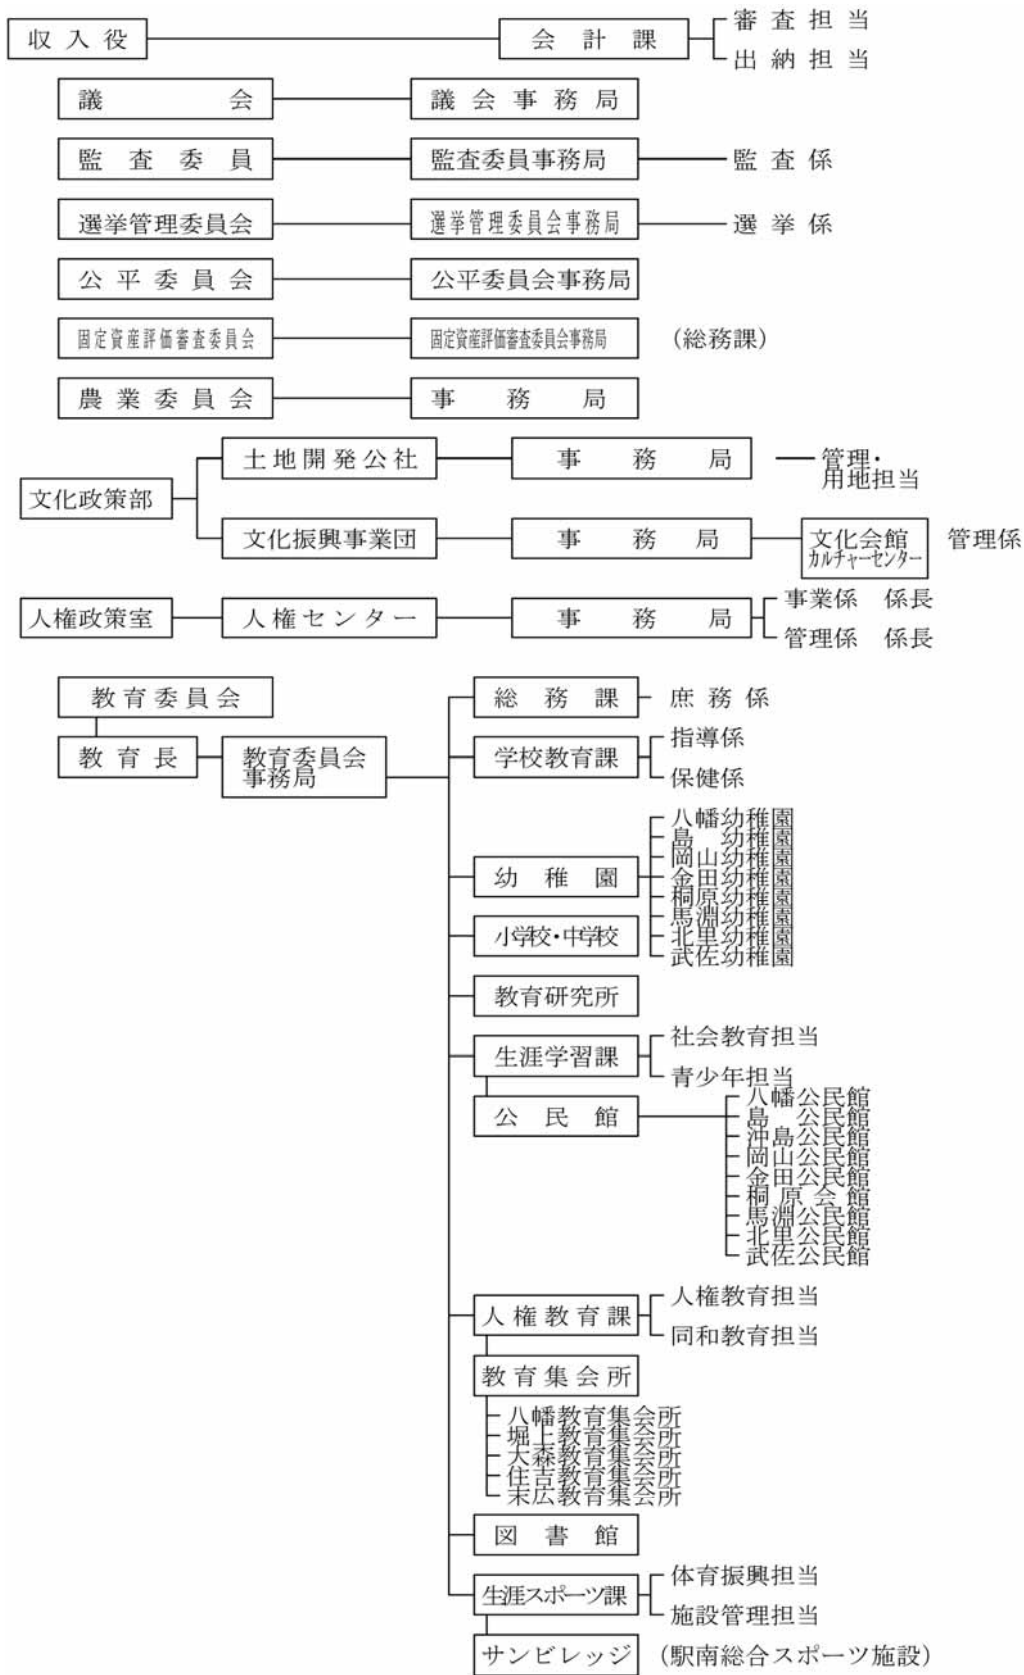 収入役 会計課 審査担当
出納担当
議会 議会事務局
監査委員 監査委員事務局 監査係
選挙管理委員会 選挙管理委員会事務局 選挙係
公平委員会 公平委員会事務局
固定資産評価審査委員会 固定資産評価審査委員会事務局 (総務課)
農業委員会 事務局
文化政策部
土地開発公社 事務局 管理・
用地担当
文化振興事業団 事務局 文化会館 管理係
カルチャーセンター
人権政策室 人権センター 事務局
事業係 係長
管理係 係長
教育委員会
教育長
教育委員会
事務局
総務課 庶務係
学校教育課
指導係
保健係
幼稚園
八幡幼稚園
島 幼稚園
岡山幼稚園
金田幼稚園
桐原幼稚園
馬淵幼稚園
北里幼稚園
武佐幼稚園
小学校・中学校
教育研究所
生涯学習課
社会教育担当
青少年担当
公民館
八幡公民館
島 公民館
沖島公民館
岡山公民館
金田公民館
桐原会館
馬淵公民館
北里公民館
武佐公民館
人権教育課
人権教育担当
同和教育担当
教育集会所
八幡教育集会所
堀上教育集会所
大森教育集会所
住吉教育集会所
末広教育集会所
図書館
生涯スポーツ課
体育振興担当
施設管理担当
サンビレッジ (駅南総合スポーツ施設)